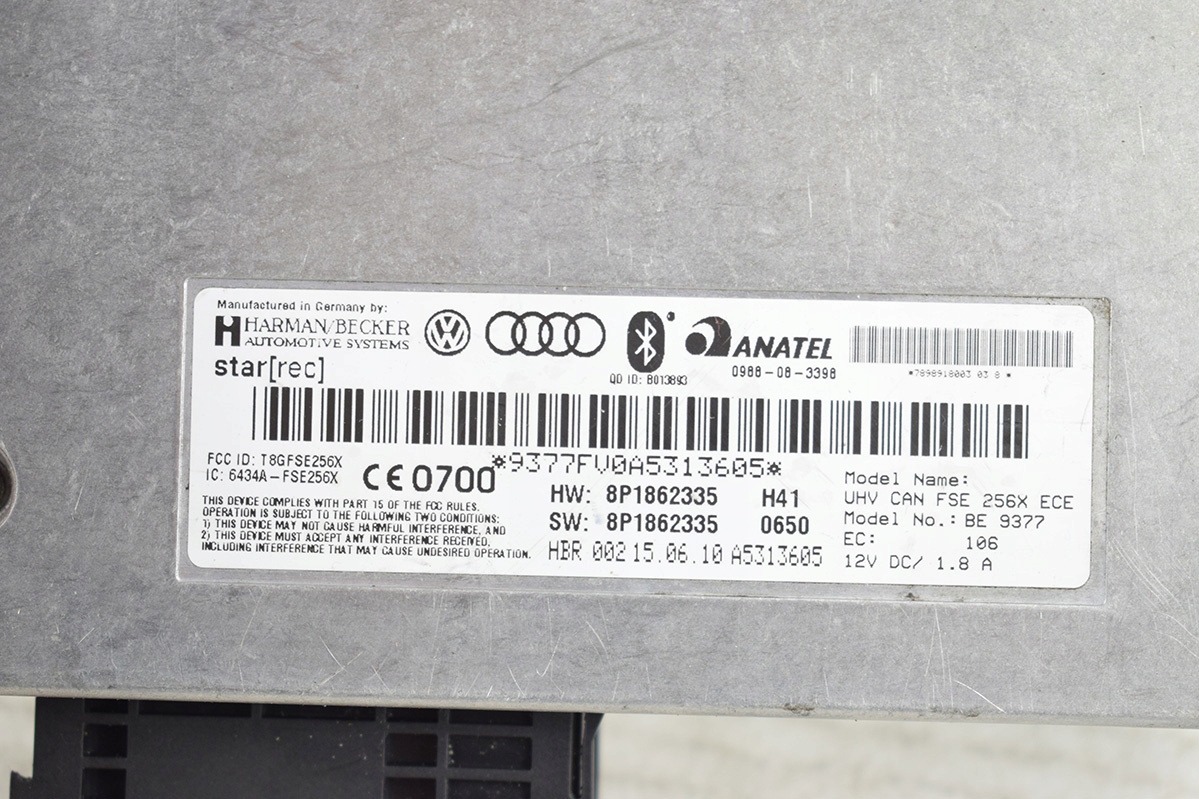 Manufactured in Germany by:
HARMAN/BECKER
AUTOMOTIVE SYSTEMS
star[rec]
QD ID: B013893
ANATEL
0988-08-3398
*7898918003 03 8 *
*9377FV0A5313605*
FCC ID: T8GFSE256X
IC: 6434A-FSE256X
CE 0700
THIS DEVICE COMPLIES WITH PART 15 OF THE FCC RULES.
OPERATION IS SUBJECT TO THE FOLLOWING TWO CONDITIONS:
1) THIS DEVICE MAY NOT CAUSE HARMFUL INTERFERENCE, AND
2) THIS DEVICE MUST ACCEPT ANY INTERFERENCE RECEIVED,
INCLUDING INTERFERENCE THAT MAY CAUSE UNDESIRED OPERATION.
HW: 8P1862335 H41
SW: 8P1862335 0650
HBR 002 15.06.10 A5313605
Model Name:
UHV CAN FSE 256X ECE
Model No.: BE 9377
EC: 106
12V DC/ 1.8 A